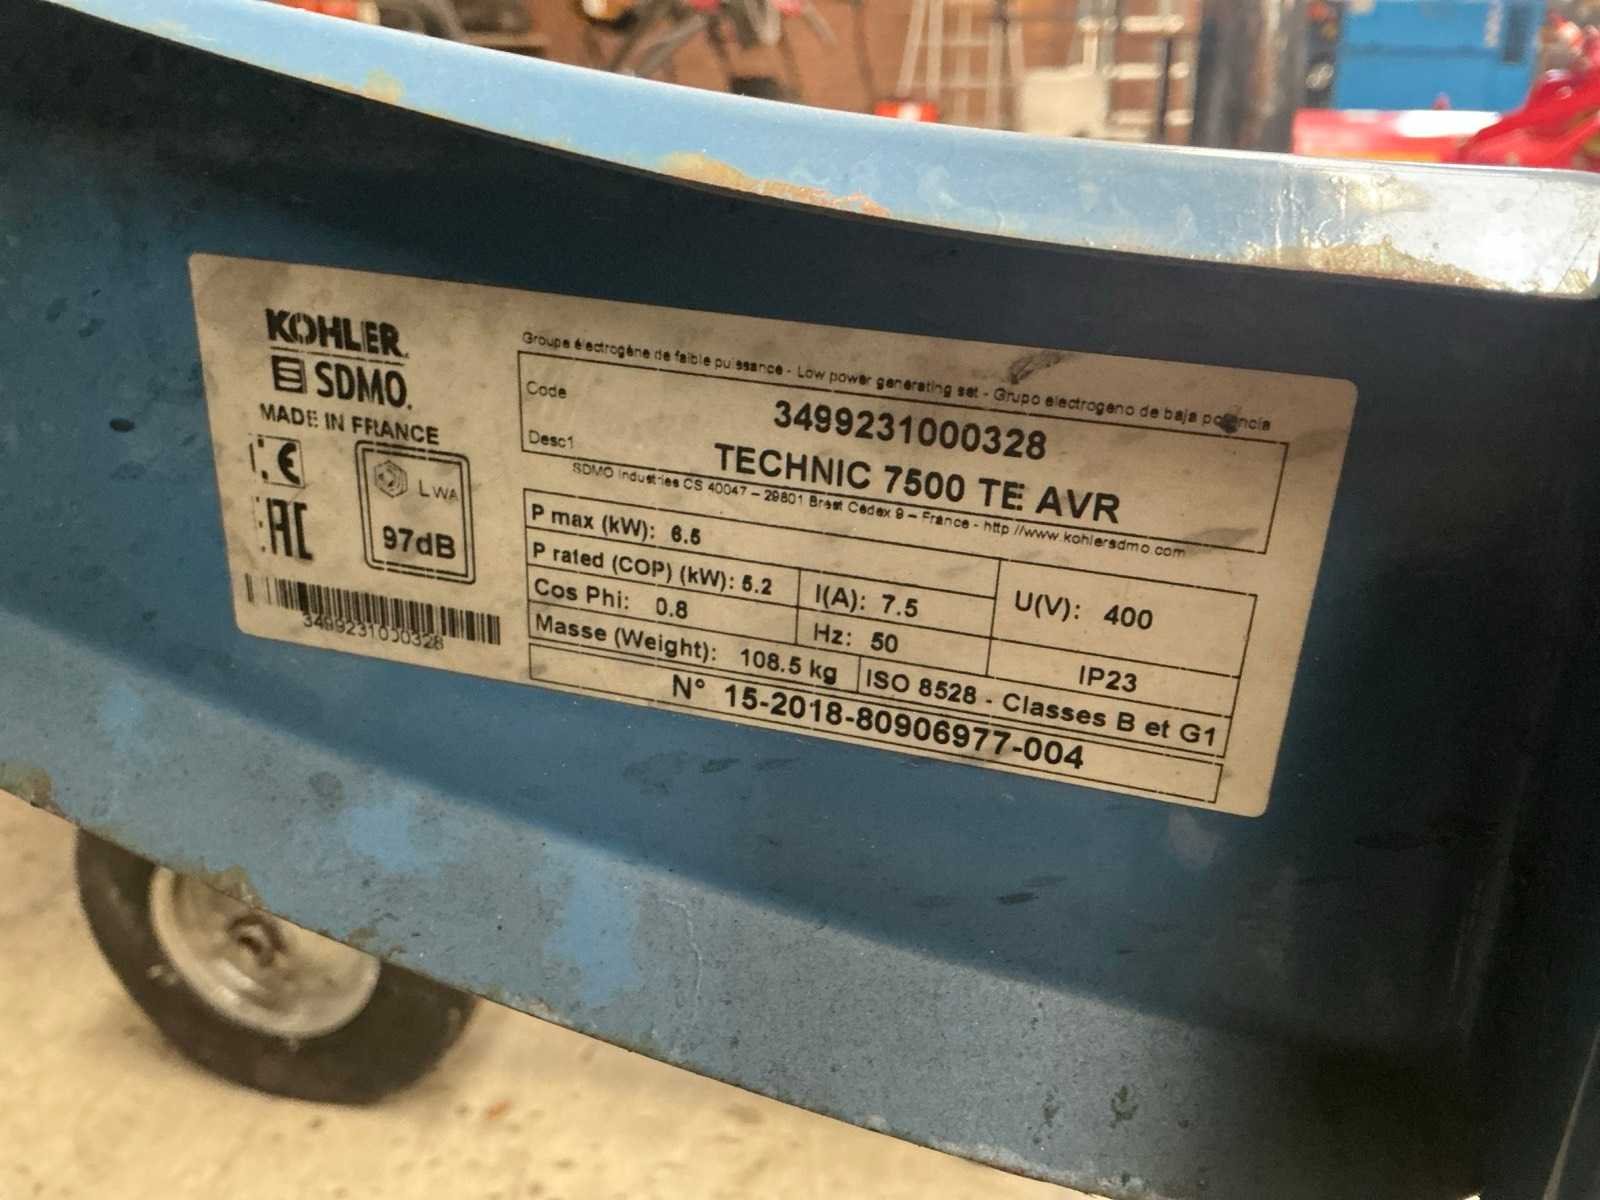 KOHLER.
SDMO.
MADE IN FRANCE
CE
LWA
97dB
EAC
3499231000328
Groupe électrogène de faible puissance - Low power generating set - Grupo electrogeno de baja potencia
Code
3499231000328
Desc1
TECHNIC 7500 TE AVR
SDMO Industries CS 40047 – 29801 Brest Cedex 9 – France - http://www.kohlersdmo.com
P max (kW): 6.5
P rated (COP) (kW): 5.2
I(A): 7.5
U(V): 400
Cos Phi: 0.8
Hz: 50
IP23
Masse (Weight): 108.5 kg
ISO 8528 - Classes B et G1
N° 15-2018-80906977-004